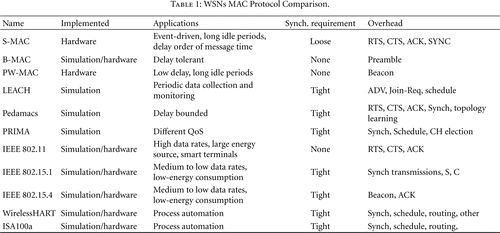 TABLE 1: WSNs MAC Protocol Comparison.
Name Implemented Applications Synch. requirement Overhead
S-MAC Hardware Event-driven, long idle periods, delay order of message time Loose RTS, CTS, ACK, SYNC
B-MAC Simulation/hardware Delay tolerant None Preamble
PW-MAC Hardware Low delay, long idle periods None Beacon
LEACH Simulation Periodic data collection and monitoring Tight ADV, Join-Req, schedule
Pedamacs Simulation Delay bounded Tight RTS, CTS, ACK, Synch, topology learning
PRIMA Simulation Different QoS Tight Synch, Schedule, CH election
IEEE 802.11 Simulation/hardware High data rates, large energy source, smart terminals None RTS, CTS, ACK
IEEE 802.15.1 Simulation/hardware Medium to low data rates, low-energy consumption Tight Synch transmissions, S, C
IEEE 802.15.4 Simulation/hardware Medium to low data rates, low-energy consumption Tight Beacon, ACK
WirelessHART Simulation/hardware Process automation Tight Synch, schedule, routing, other
ISA100a Simulation/hardware Process automation Tight Synch, schedule, routing,